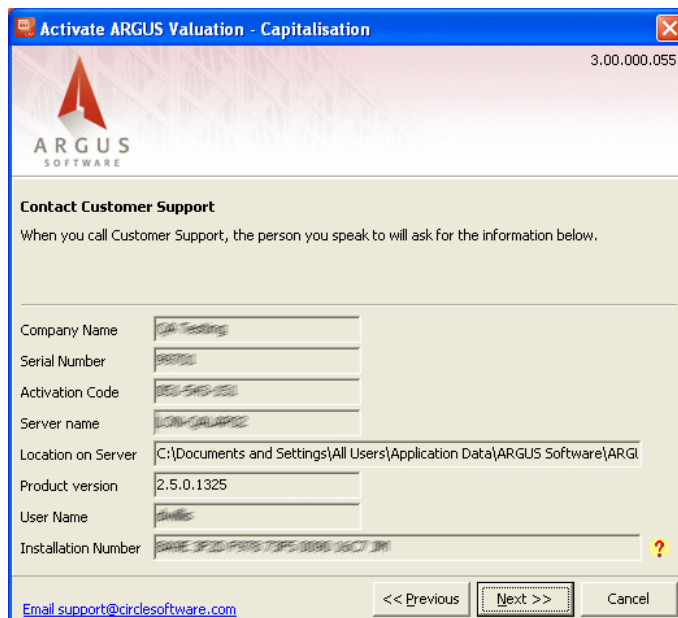 Activate ARGUS Valuation - Capitalisation
3.00.000.055
ARGUS
SOFTWARE
Contact Customer Support
When you call Customer Support, the person you speak to will ask for the information below.
Company Name
Serial Number
Activation Code
Server name
Location on Server C:\Documents and Settings\All Users\Application Data\ARGUS Software\ARGU
Product version 2.5.0.1325
User Name
Installation Number ?
Email support@circlesoftware.com << Previous Next >> Cancel